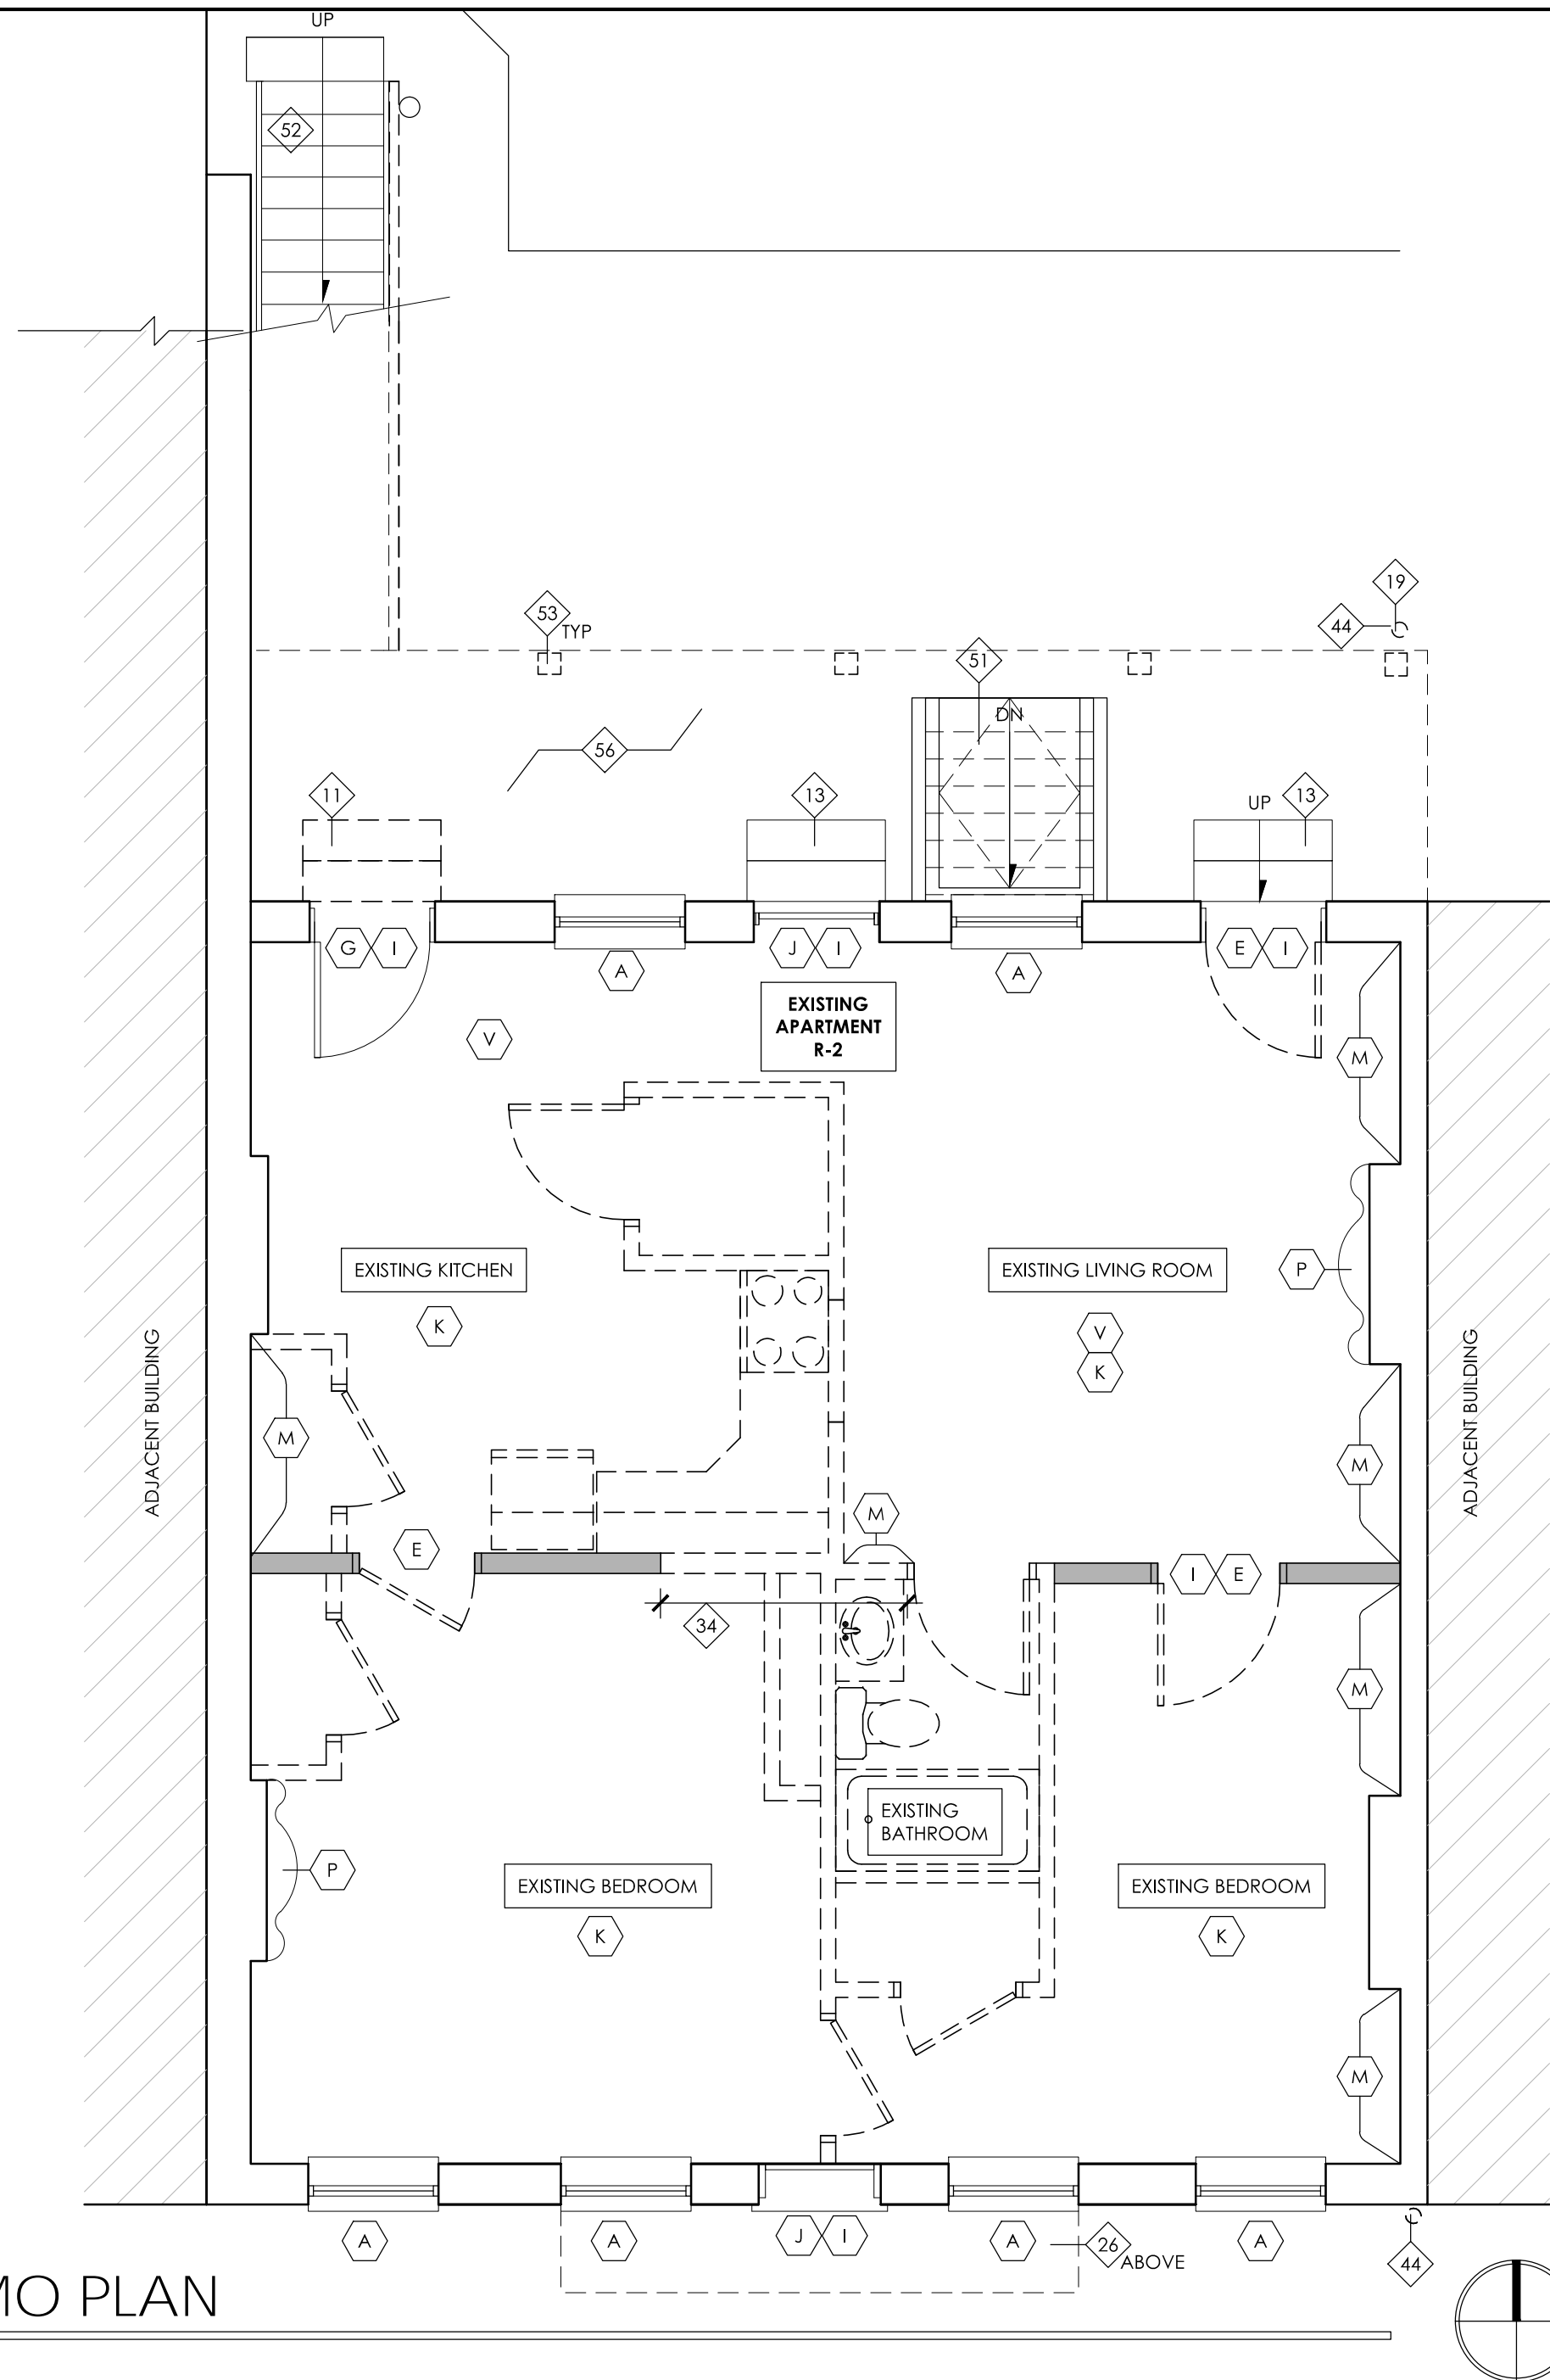 UP
52
19
53
TYP
44
51
DN
56
11
13
UP
13
G
I
A
J
I
A
E
I
EXISTING
APARTMENT
R-2
V
M
EXISTING KITCHEN
EXISTING LIVING ROOM
P
K
V
K
ADJACENT BUILDING
ADJACENT BUILDING
M
M
M
E
I
E
34
M
EXISTING
BATHROOM
P
EXISTING BEDROOM
EXISTING BEDROOM
K
K
M
A
A
J
I
A
26
ABOVE
A
44
MO PLAN